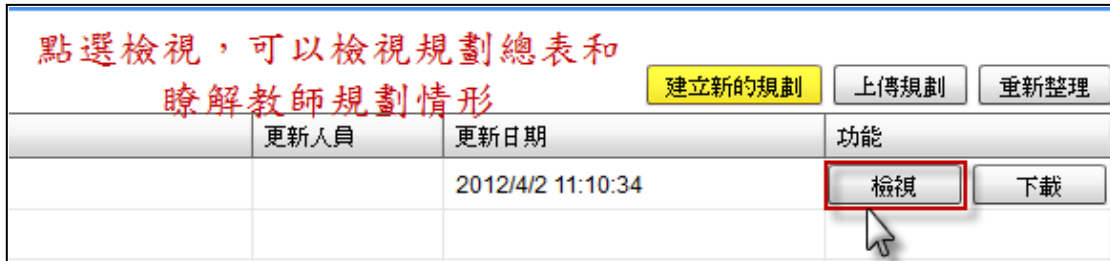 點選檢視，可以檢視規劃總表和
瞭解教師規劃情形
建立新的規劃 上傳規劃 重新整理
更新人員 更新日期 功能
2012/4/2 11:10:34 檢視 下載